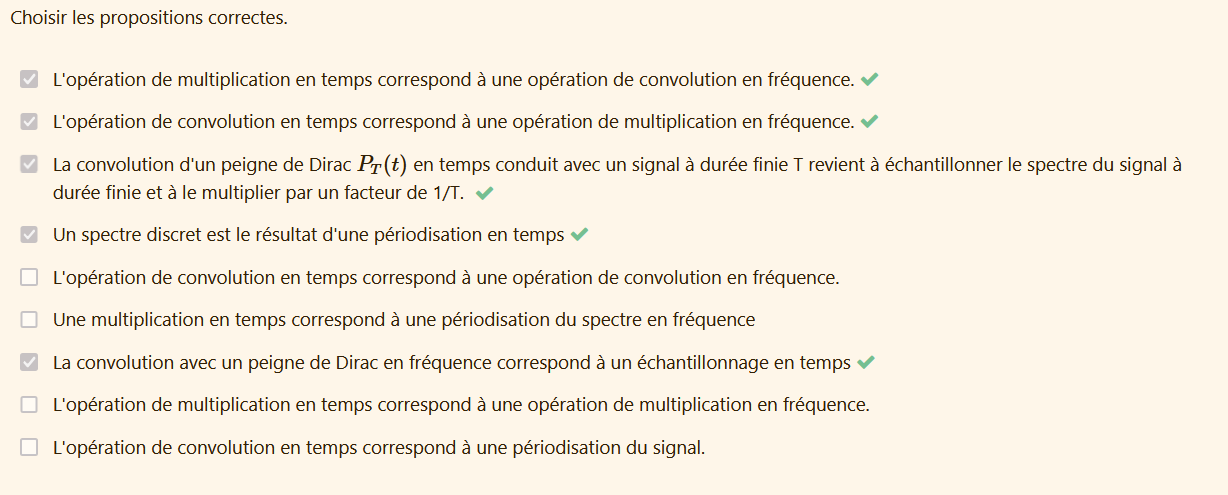 Choisir les propositions correctes.
L'opération de multiplication en temps correspond à une opération de convolution en fréquence.
L'opération de convolution en temps correspond à une opération de multiplication en fréquence.
La convolution d'un peigne de Dirac P_T(t) en temps conduit avec un signal à durée finie T revient à échantillonner le spectre du signal à
durée finie et à le multiplier par un facteur de 1/T.
Un spectre discret est le résultat d'une périodisation en temps
L'opération de convolution en temps correspond à une opération de convolution en fréquence.
Une multiplication en temps correspond à une périodisation du spectre en fréquence
La convolution avec un peigne de Dirac en fréquence correspond à un échantillonnage en temps
L'opération de multiplication en temps correspond à une opération de multiplication en fréquence.
L'opération de convolution en temps correspond à une périodisation du signal.